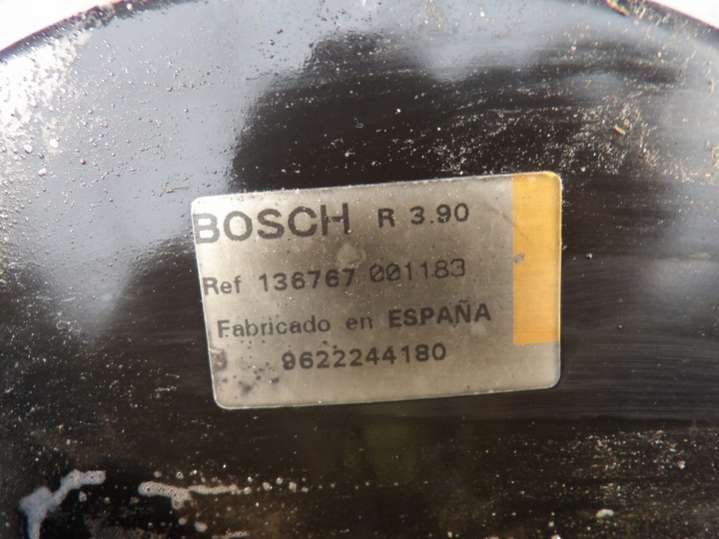 BOSCH R 3.90
Ref 136767 001183
Fabricado en ESPAÑA
9622244180